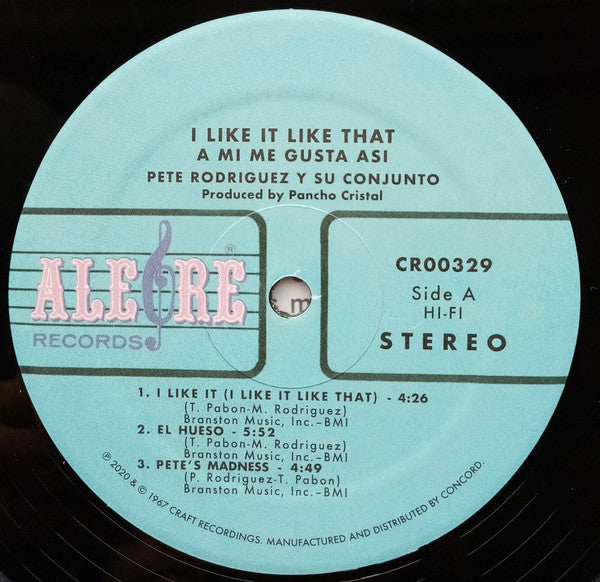 I LIKE IT LIKE THAT
A MI ME GUSTA ASI
PETE RODRIGUEZ Y SU CONJUNTO
Produced by Pancho Cristal
ALEGRE
®
RECORDS
CR00329
Side A
HI-FI
STEREO
m
1. I LIKE IT (I LIKE IT LIKE THAT) - 4:26
(T. Pabon-M. Rodriguez)
Branston Music, Inc.-BMI
2. EL HUESO - 5:52
(T. Pabon-M. Rodriguez)
Branston Music, Inc.-BMI
3. PETE'S MADNESS - 4:49
(P. Rodriguez-T. Pabon)
Branston Music, Inc.-BMI
℗ 2020 & © 1967 CRAFT RECORDINGS. MANUFACTURED AND DISTRIBUTED BY CONCORD.